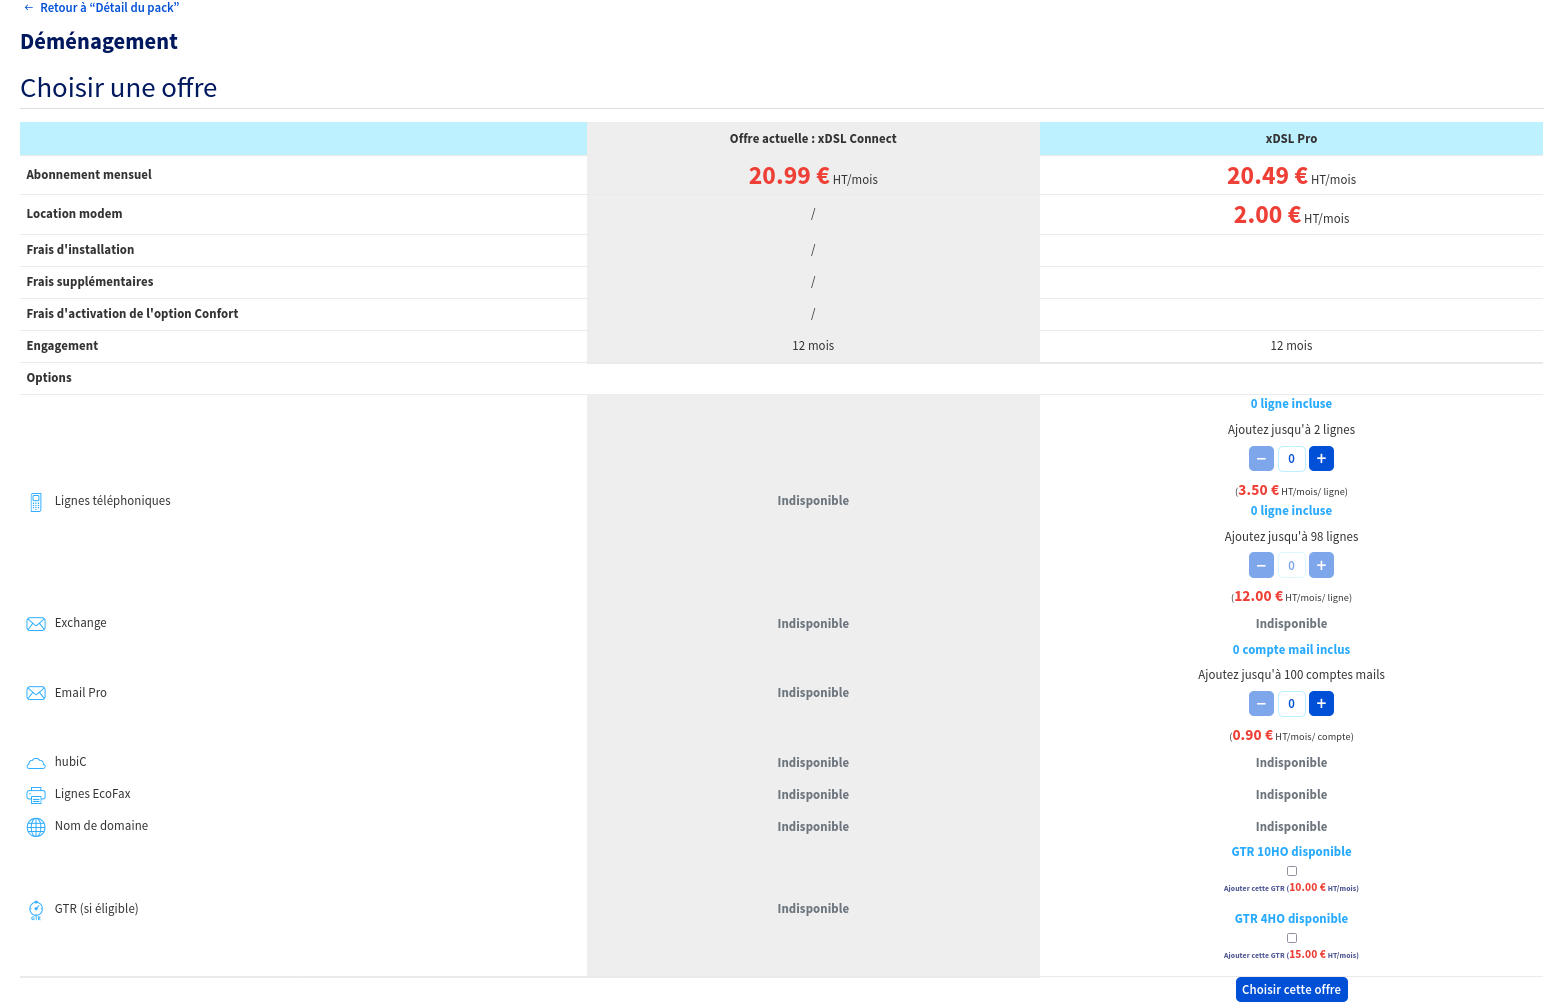 ← Retour à “Détail du pack”
Déménagement
Choisir une offre
Offre actuelle : xDSL Connect xDSL Pro
Abonnement mensuel 20.99 € HT/mois 20.49 € HT/mois
Location modem / 2.00 € HT/mois
Frais d'installation /
Frais supplémentaires /
Frais d'activation de l'option Confort /
Engagement 12 mois 12 mois
Options
0 ligne incluse
Ajoutez jusqu'à 2 lignes
− 0 +
(3.50 € HT/mois/ ligne)
Lignes téléphoniques Indisponible
0 ligne incluse
Ajoutez jusqu'à 98 lignes
− 0 +
(12.00 € HT/mois/ ligne)
Exchange Indisponible Indisponible
0 compte mail inclus
Ajoutez jusqu'à 100 comptes mails
Email Pro Indisponible
− 0 +
(0.90 € HT/mois/ compte)
hubiC Indisponible Indisponible
Lignes EcoFax Indisponible Indisponible
Nom de domaine Indisponible Indisponible
GTR 10HO disponible
Ajouter cette GTR (10.00 € HT/mois)
GTR GTR (si éligible) Indisponible
GTR 4HO disponible
Ajouter cette GTR (15.00 € HT/mois)
Choisir cette offre